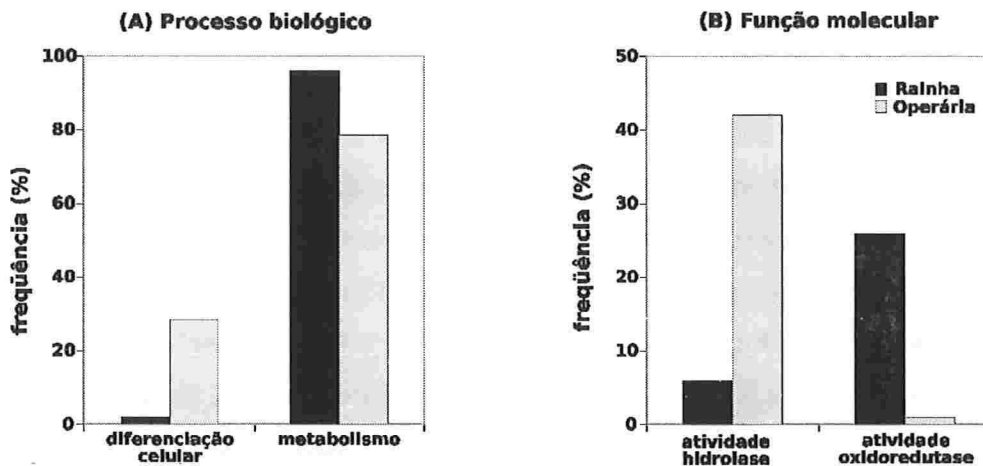 (A) Processo biológico
100
80
60
40
20
0
freqüência (%)
diferenciação
celular
metabolismo
(B) Função molecular
50
40
30
20
10
0
freqüência (%)
Rainha
Operária
atividade
hidrolase
atividade
oxidoredutase